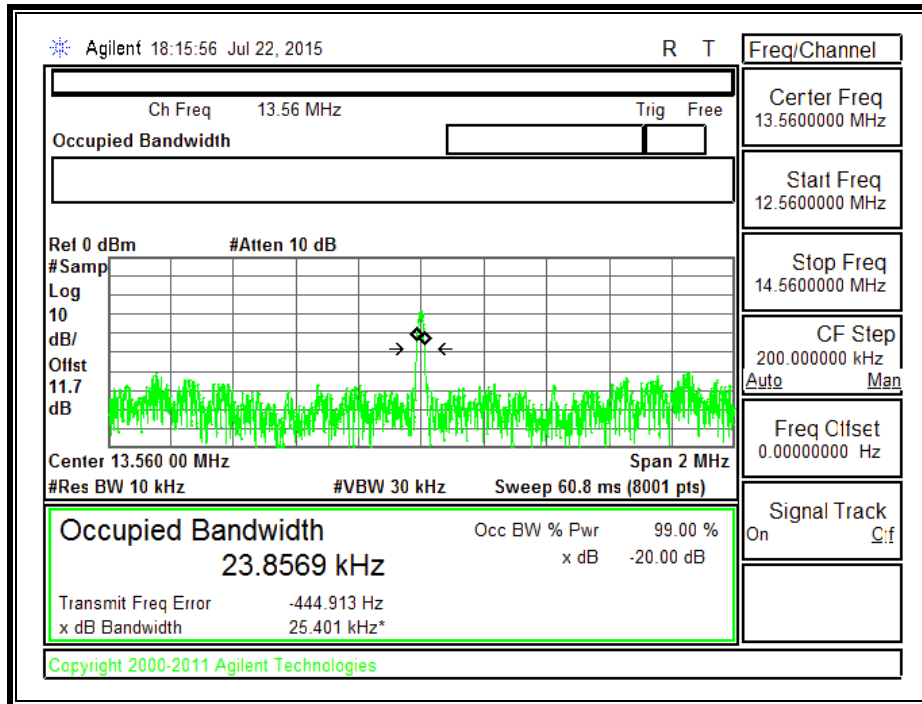 Agilent 18:15:56 Jul 22, 2015 R T
Ch Freq 13.56 MHz Trig Free
Occupied Bandwidth
Ref 0 dBm #Atten 10 dB
#Samp
Log
10
dB/
Offst
11.7
dB
Center 13.560 00 MHz Span 2 MHz
#Res BW 10 kHz #VBW 30 kHz Sweep 60.8 ms (8001 pts)
Occupied Bandwidth Occ BW % Pwr 99.00 %
23.8569 kHz x dB -20.00 dB
Transmit Freq Error -444.913 Hz
x dB Bandwidth 25.401 kHz*
Copyright 2000-2011 Agilent Technologies
Freq/Channel
Center Freq
13.5600000 MHz
Start Freq
12.5600000 MHz
Stop Freq
14.5600000 MHz
CF Step
200.000000 kHz
Auto Man
Freq Offset
0.00000000 Hz
Signal Track
On Off